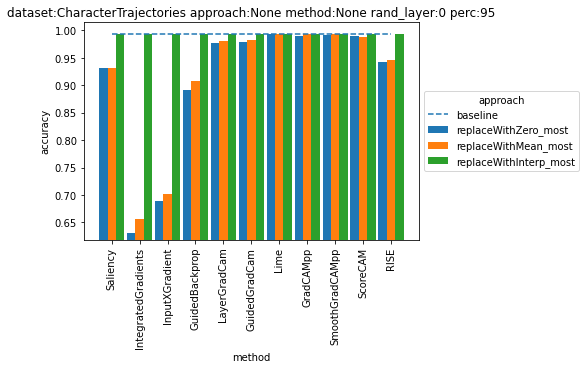 dataset:CharacterTrajectories approach:None method:None rand_layer:0 perc:95
1.00
0.95
0.90
0.85
0.80
0.75
0.70
0.65
accuracy
Saliency
IntegratedGradients
InputXGradient
GuidedBackprop
LayerGradCam
GuidedGradCam
Lime
GradCAMpp
SmoothGradCAMpp
ScoreCAM
RISE
method
approach
baseline
replaceWithZero_most
replaceWithMean_most
replaceWithInterp_most